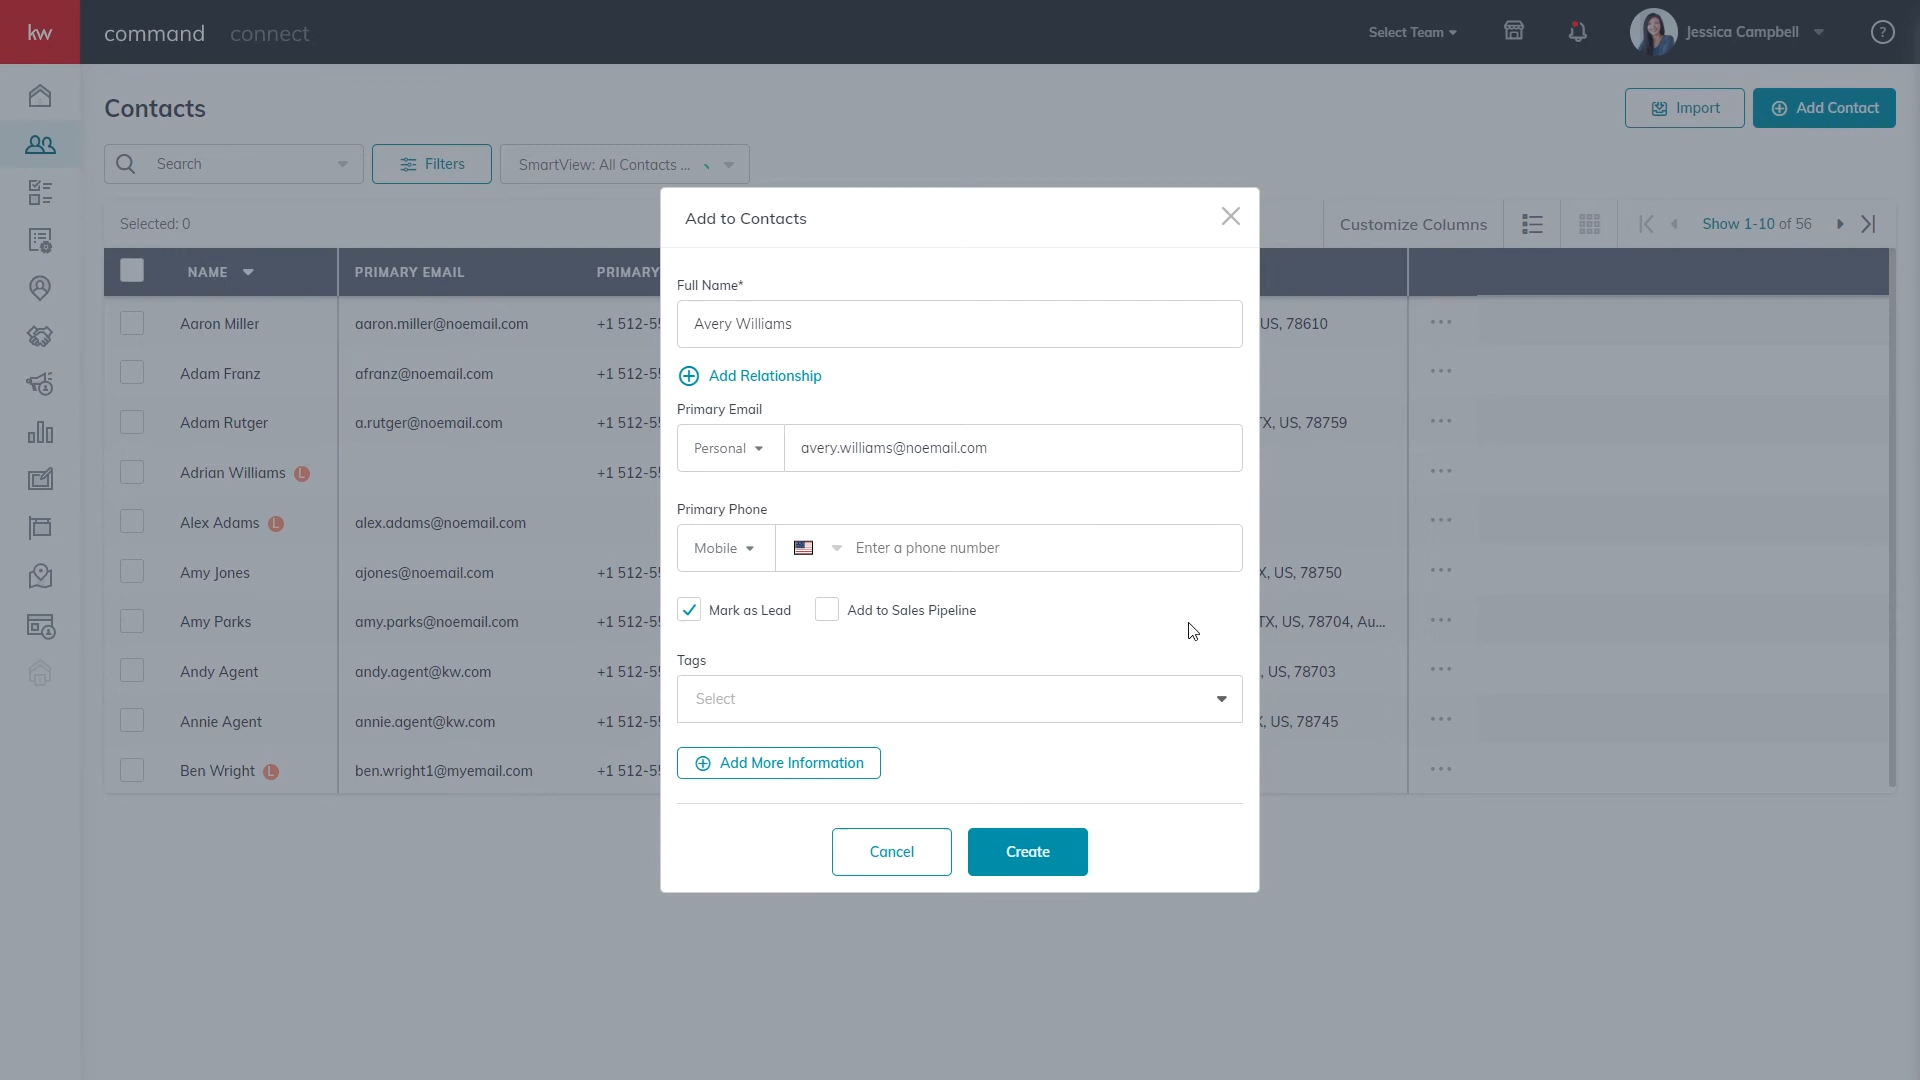 kw command connect Select Team Jessica Campbell ?
Contacts Import Add Contact
Search Filters SmartView: All Contacts ...
Selected: 0 Customize Columns Show 1-10 of 56
NAME PRIMARY EMAIL PRIMARY
Aaron Miller aaron.miller@noemail.com +1 512-5 US, 78610
Adam Franz afranz@noemail.com +1 512-5
Adam Rutger a.rutger@noemail.com +1 512-5 TX, US, 78759
Adrian Williams L +1 512-5
Alex Adams L alex.adams@noemail.com
Amy Jones ajones@noemail.com +1 512-5 X, US, 78750
Amy Parks amy.parks@noemail.com +1 512-5 TX, US, 78704, Au...
Andy Agent andy.agent@kw.com +1 512-5 , US, 78703
Annie Agent annie.agent@kw.com +1 512-5 X, US, 78745
Ben Wright L ben.wright1@myemail.com +1 512-5
Add to Contacts
Full Name*
Avery Williams
Add Relationship
Primary Email
Personal avery.williams@noemail.com
Primary Phone
Mobile Enter a phone number
Mark as Lead Add to Sales Pipeline
Tags
Select
Add More Information
Cancel Create